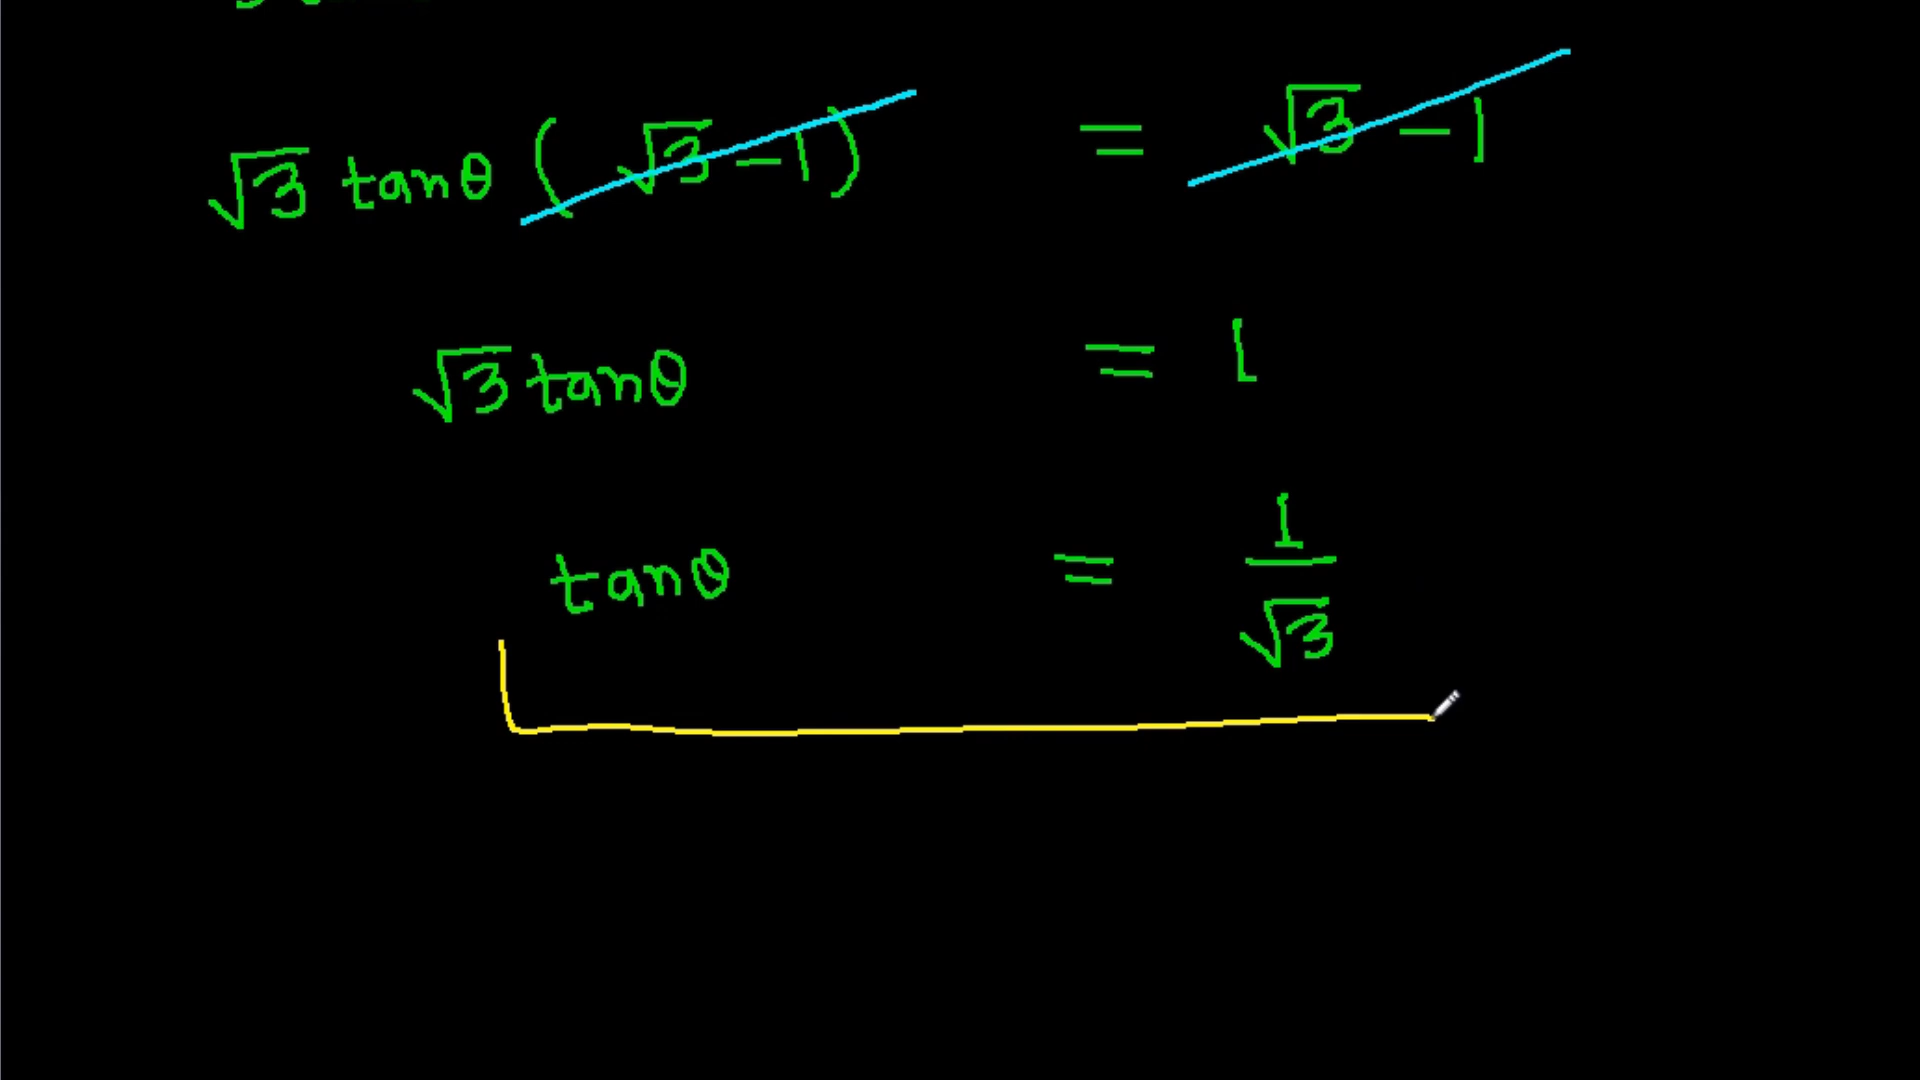 √3 tanθ (√3 - 1) = √3 - 1
√3 tanθ = 1
tanθ = 1/√3